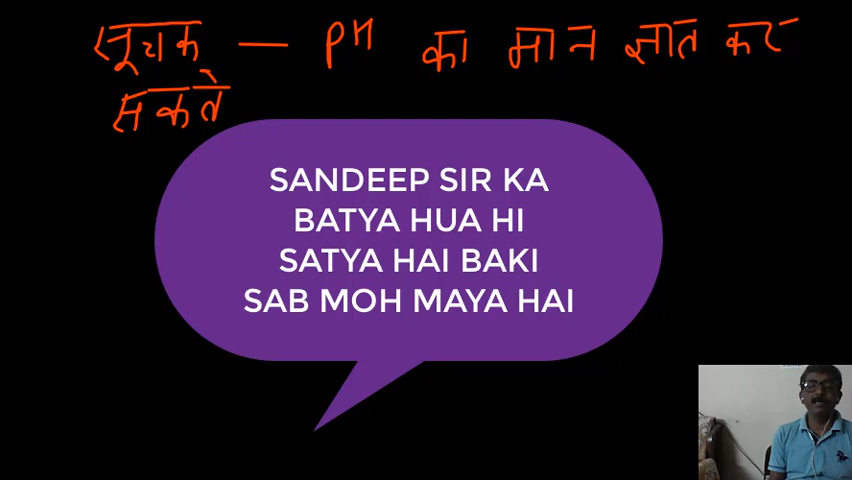 सूचक — PH का मान ज्ञात कर
सकते
SANDEEP SIR KA
BATYA HUA HI
SATYA HAI BAKI
SAB MOH MAYA HAI